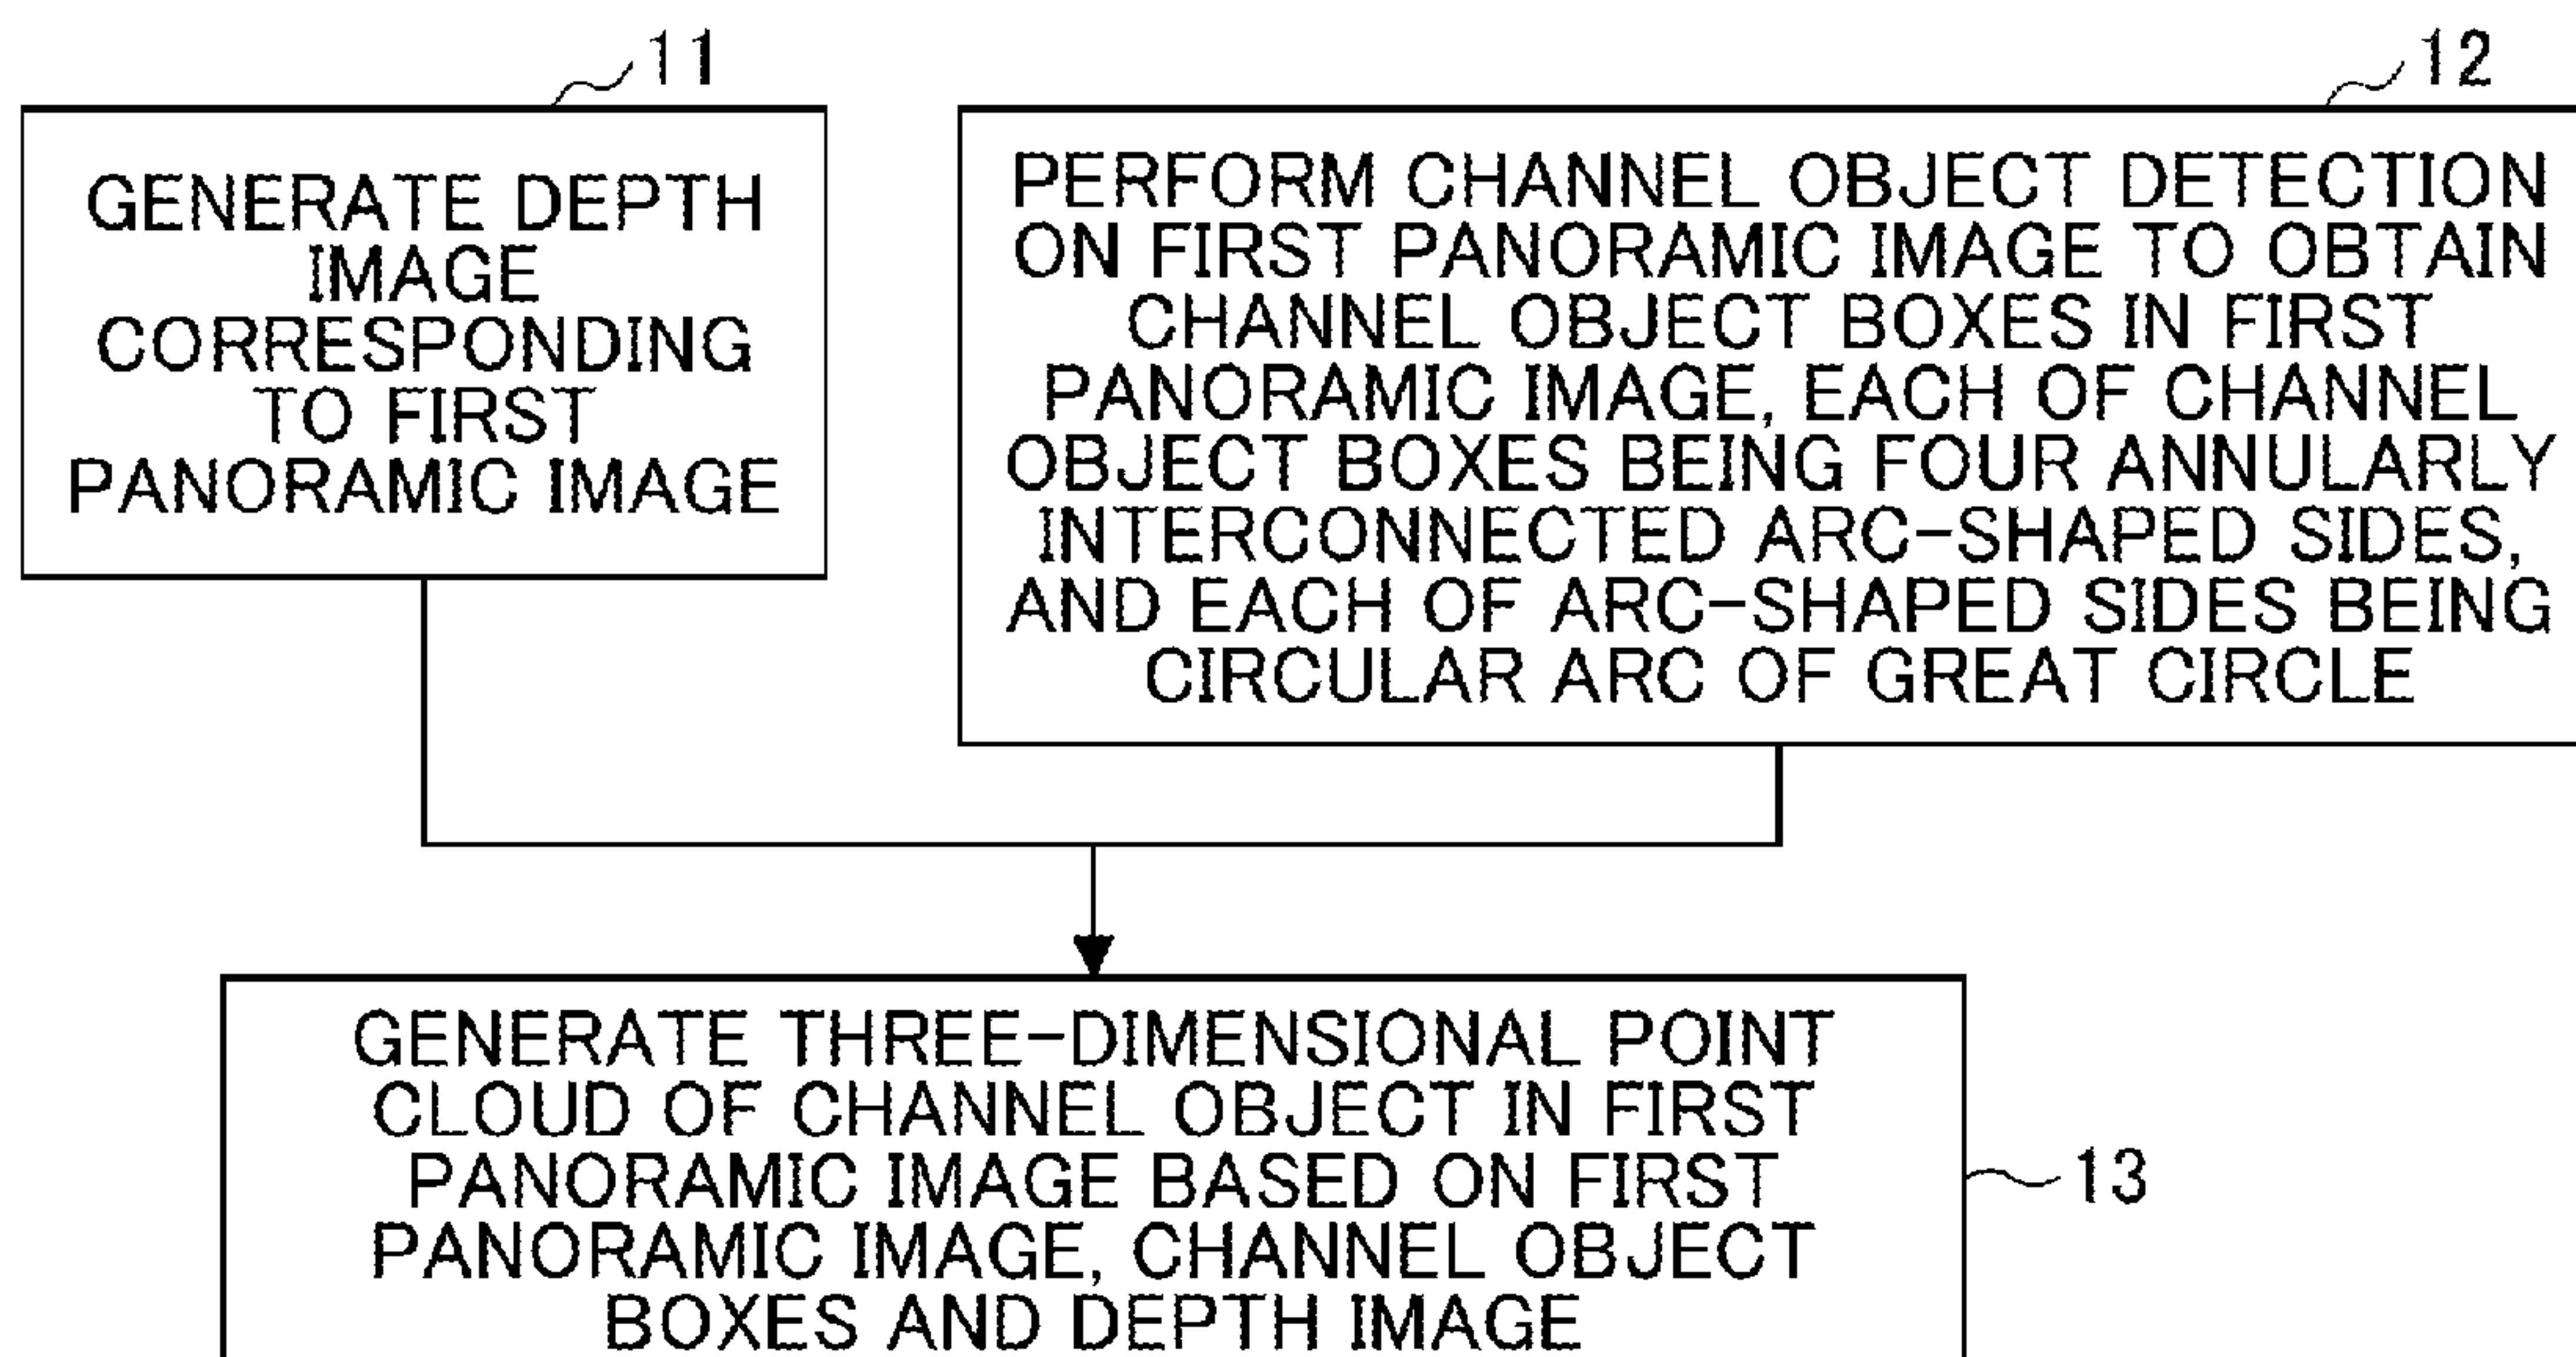 11
GENERATE DEPTH
IMAGE
CORRESPONDING
TO FIRST
PANORAMIC IMAGE
12
PERFORM CHANNEL OBJECT DETECTION
ON FIRST PANORAMIC IMAGE TO OBTAIN
CHANNEL OBJECT BOXES IN FIRST
PANORAMIC IMAGE, EACH OF CHANNEL
OBJECT BOXES BEING FOUR ANNULARLY
INTERCONNECTED ARC-SHAPED SIDES,
AND EACH OF ARC-SHAPED SIDES BEING
CIRCULAR ARC OF GREAT CIRCLE
GENERATE THREE-DIMENSIONAL POINT
CLOUD OF CHANNEL OBJECT IN FIRST
PANORAMIC IMAGE BASED ON FIRST
PANORAMIC IMAGE, CHANNEL OBJECT
BOXES AND DEPTH IMAGE
13